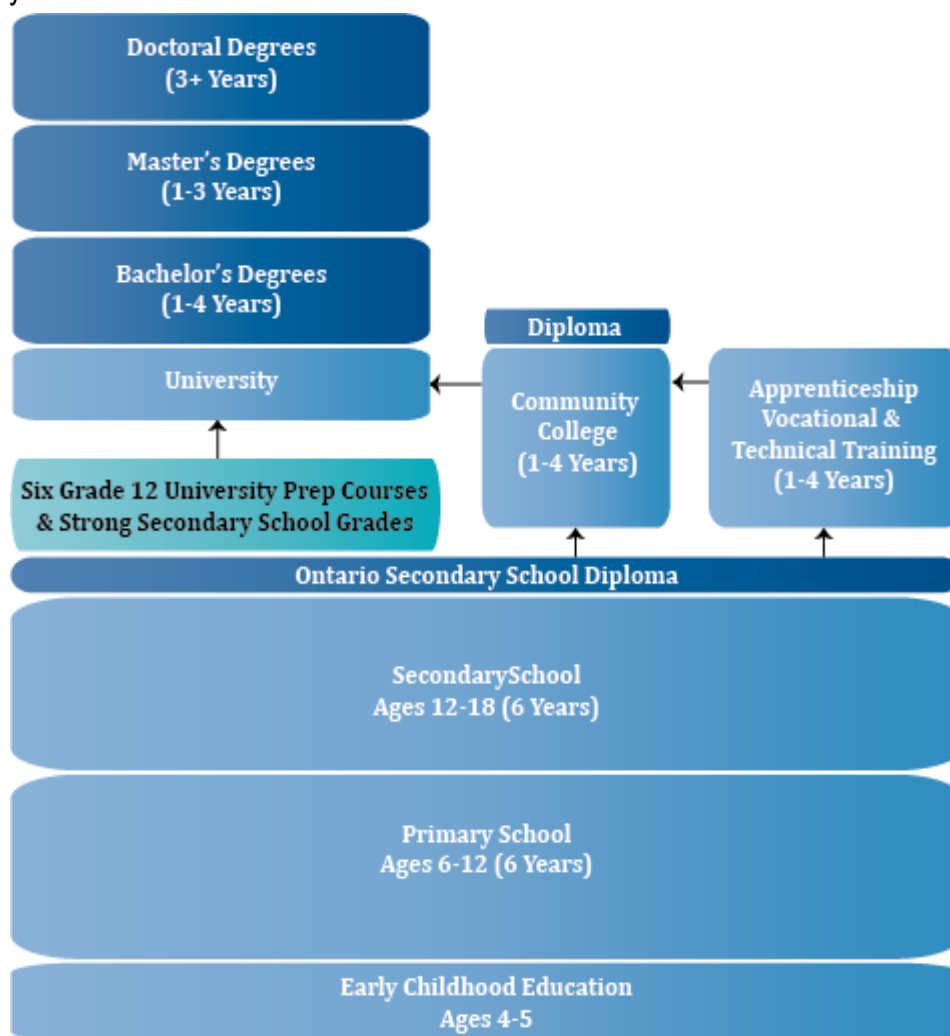 y
Doctoral Degrees
(3+ Years)
Master's Degrees
(1-3 Years)
Bachelor's Degrees
(1-4 Years)
Diploma
University
Community
College
(1-4 Years)
Apprenticeship
Vocational &
Technical Training
(1-4 Years)
Six Grade 12 University Prep Courses
& Strong Secondary School Grades
Ontario Secondary School Diploma
SecondarySchool
Ages 12-18 (6 Years)
Primary School
Ages 6-12 (6 Years)
Early Childhood Education
Ages 4-5